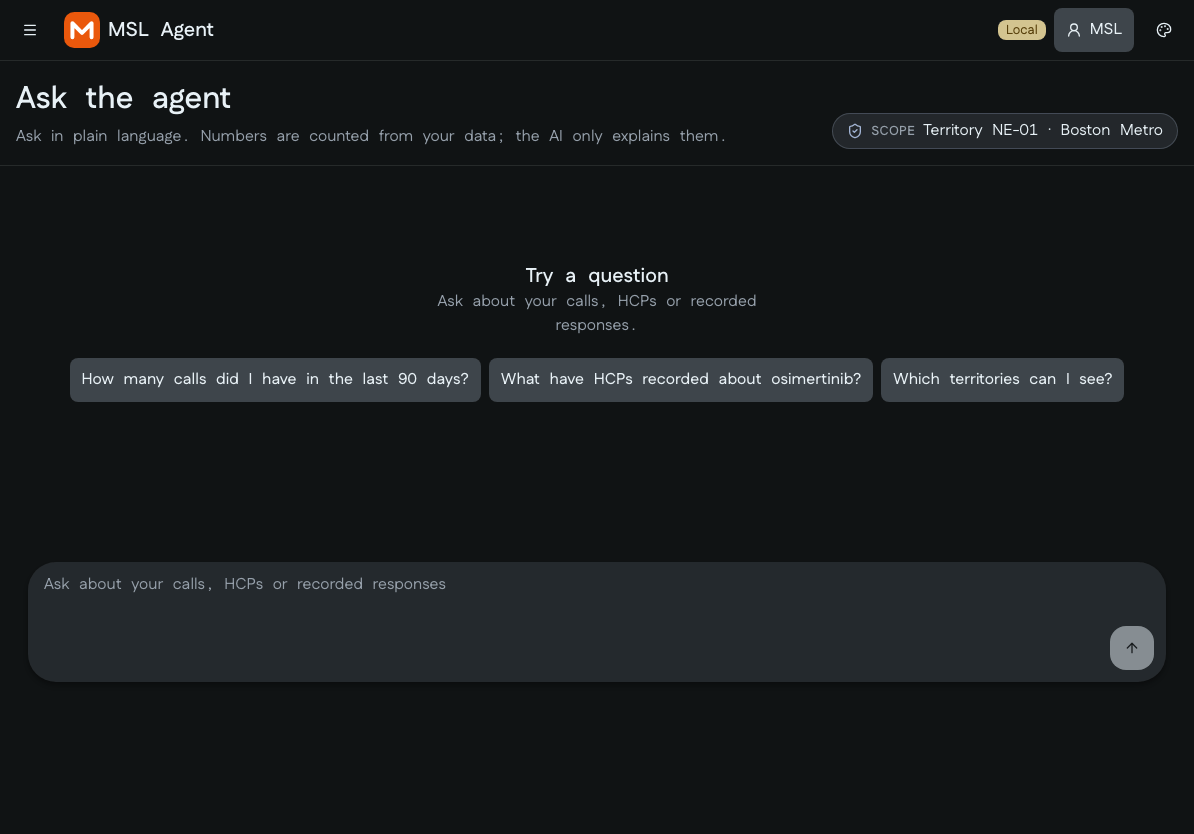 MSL Agent
Local
MSL
Ask the agent
Ask in plain language. Numbers are counted from your data; the AI only explains them.
SCOPE Territory NE-01 · Boston Metro
Try a question
Ask about your calls, HCPs or recorded
responses.
How many calls did I have in the last 90 days?
What have HCPs recorded about osimertinib?
Which territories can I see?
Ask about your calls, HCPs or recorded responses